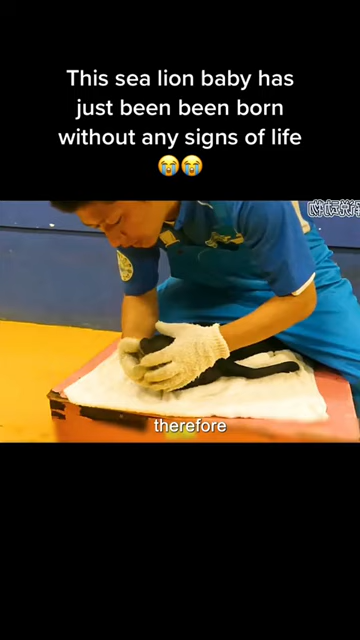 This sea lion baby has
just been been born
without any signs of life
😭😭
therefore